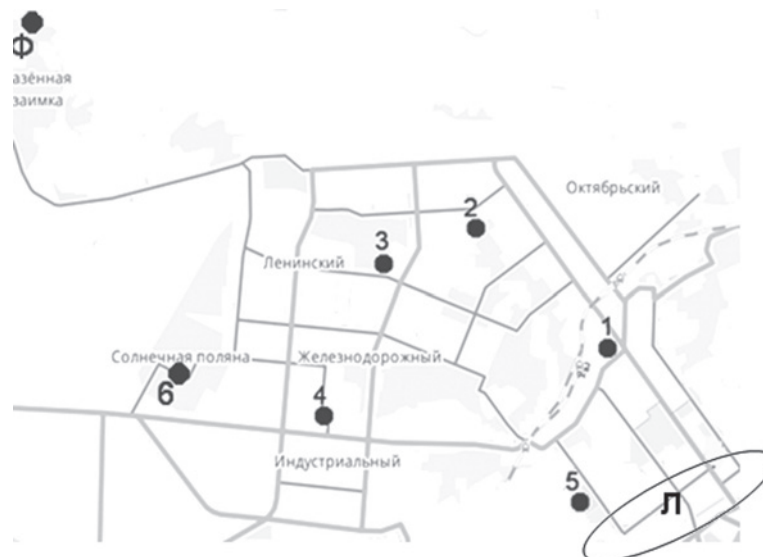 Ф
азённая
заимка
Октябрьский
2
3
Ленинский
1
Солнечная поляна
Железнодорожный
6
4
Индустриальный
5
Л